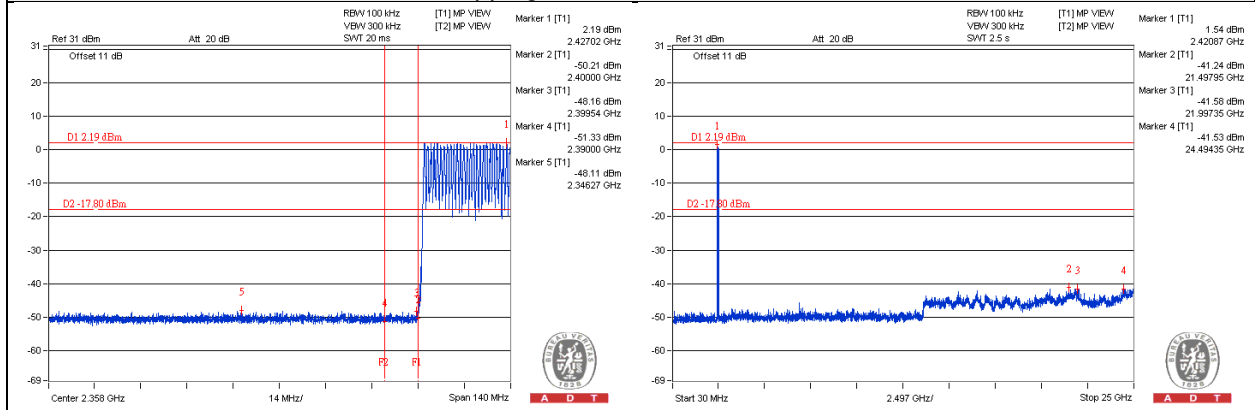 RBW 100 kHz [T1] MP VIEW
VBW 300 kHz [T2] MP VIEW
Ref 31 dBm Att 20 dB SWT 20 ms
Offset 11 dB
Marker 1 [T1]
2.19 dBm
2.42702 GHz
Marker 2 [T1]
-50.21 dBm
2.40000 GHz
Marker 3 [T1]
-48.16 dBm
2.39954 GHz
Marker 4 [T1]
-51.33 dBm
2.39000 GHz
Marker 5 [T1]
-48.11 dBm
2.34627 GHz
31
20
10
0
-10
-20
-30
-40
-50
-60
-69
D1 2.19 dBm
D2 -17.80 dBm
1
5
4
3
F2
F1
Center 2.358 GHz 14 MHz/ Span 140 MHz
BUREAU VERITAS
1828
A D T
RBW 100 kHz [T1] MP VIEW
VBW 300 kHz [T2] MP VIEW
Ref 31 dBm Att 20 dB SWT 2.5 s
Offset 11 dB
Marker 1 [T1]
1.54 dBm
2.42087 GHz
Marker 2 [T1]
-41.24 dBm
21.49795 GHz
Marker 3 [T1]
-41.58 dBm
21.99735 GHz
Marker 4 [T1]
-41.53 dBm
24.49435 GHz
31
20
10
0
-10
-20
-30
-40
-50
-60
-69
D1 2.19 dBm
D2 -17.80 dBm
1
2 3
4
Start 30 MHz 2.497 GHz/ Stop 25 GHz
BUREAU VERITAS
1828
A D T